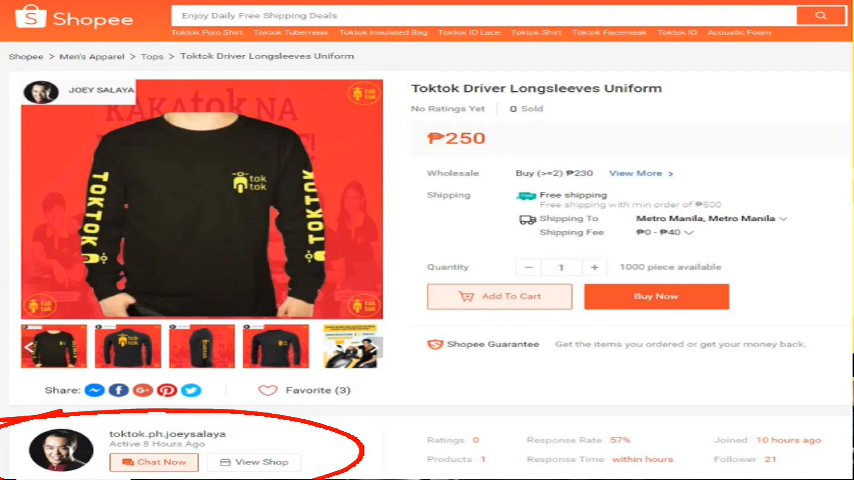 Shopee
Enjoy Daily Free Shipping Deals
Toktok Polo Shirt Toktok Tubemask Toktok Insulated Bag Toktok ID Lace Toktok Shirt Toktok Facemask Toktok ID Acoustic Foam
Shopee > Men's Apparel > Tops > Toktok Driver Longsleeves Uniform
JOEY SALAYA
KAKAtok NA
tok tok
TOKTOK
tok
tok
TOKTOK
Toktok Driver Longsleeves Uniform
No Ratings Yet 0 Sold
₱250
Wholesale Buy (>=2) ₱230 View More >
Shipping Free shipping
Free shipping with min order of ₱500
Shipping To Metro Manila, Metro Manila
Shipping Fee ₱0 - ₱40
Quantity − 1 + 1000 piece available
Add To Cart Buy Now
Shopee Guarantee Get the items you ordered or get your money back.
Share: Favorite (3)
toktok.ph.joeysalaya
Active 8 Hours Ago
Chat Now View Shop
Ratings 0 Response Rate 57% Joined 10 hours ago
Products 1 Response Time within hours Follower 21